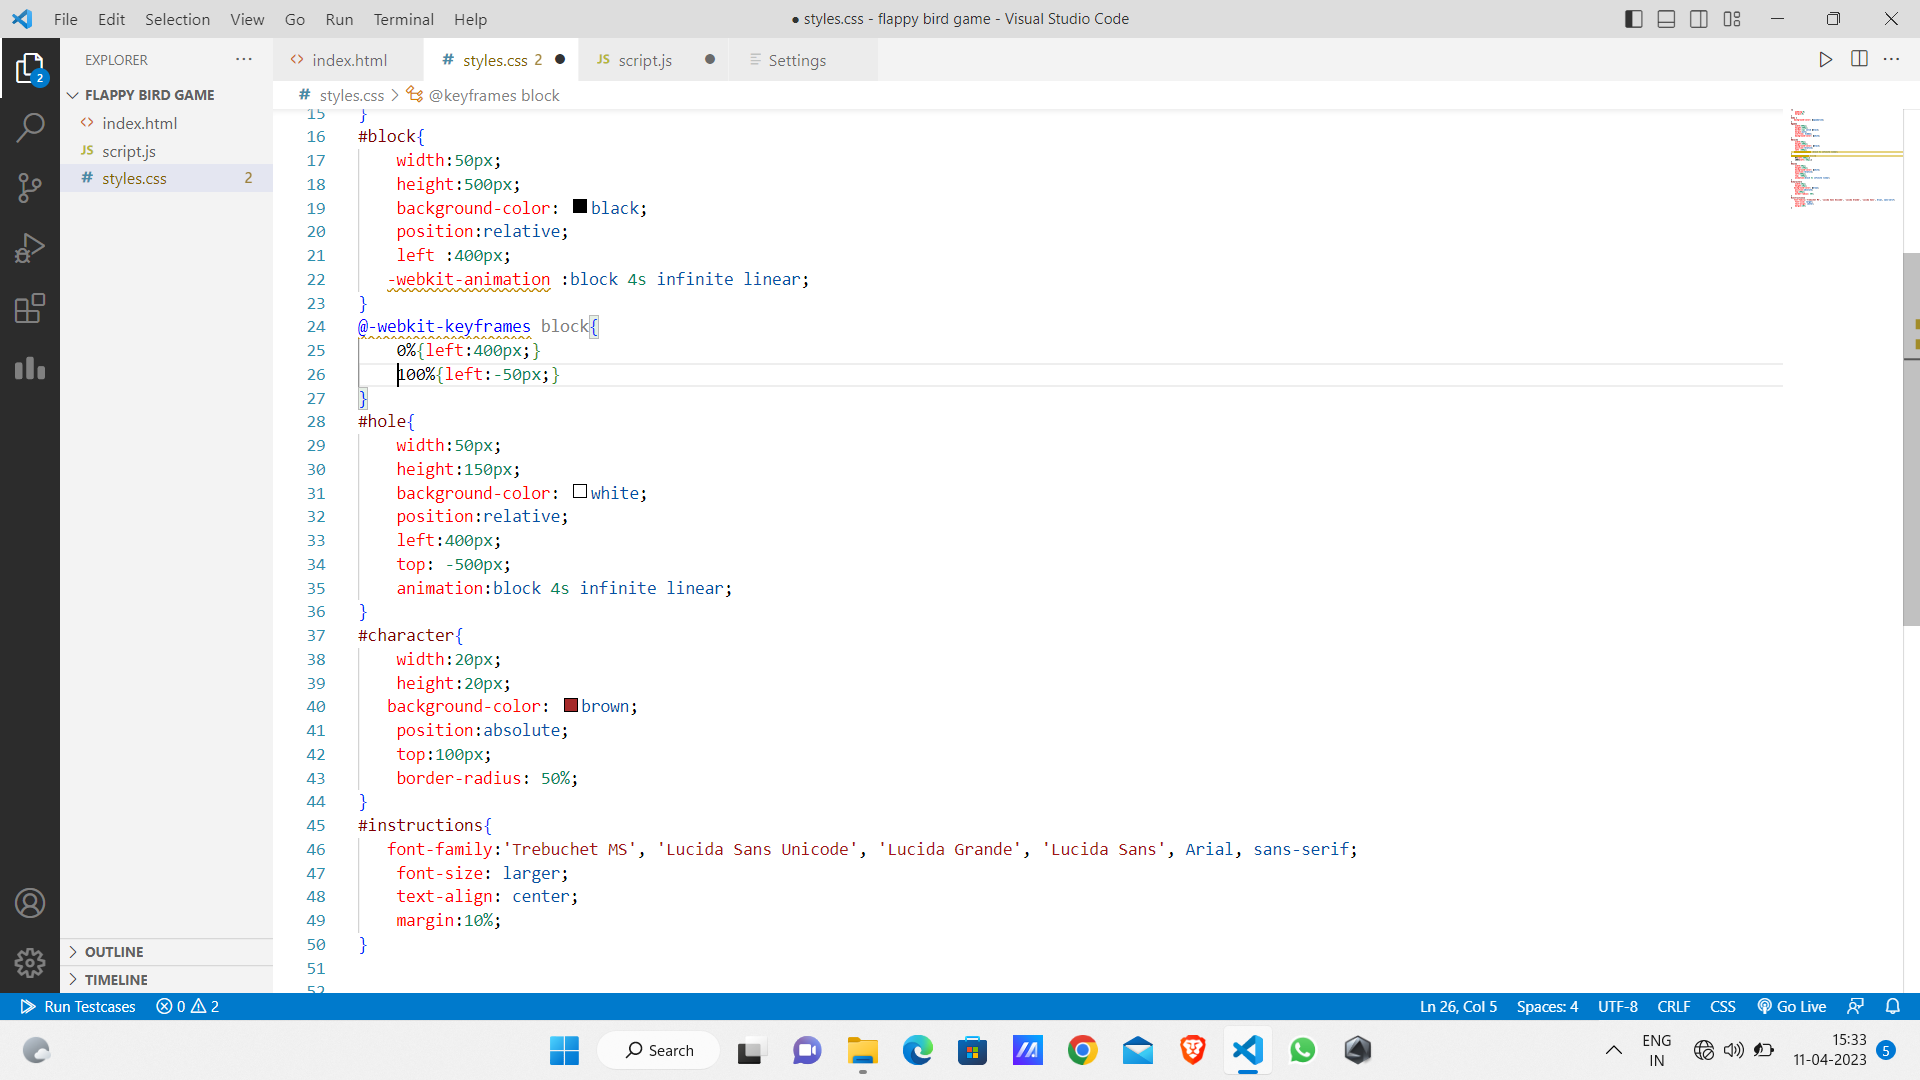 File Edit Selection View Go Run Terminal Help
● styles.css - flappy bird game - Visual Studio Code
EXPLORER
index.html
# styles.css 2
JS script.js
Settings
2
FLAPPY BIRD GAME
index.html
JS script.js
# styles.css 2
# styles.css > @keyframes block
15 }
16 #block{
17 width:50px;
18 height:500px;
19 background-color: black;
20 position:relative;
21 left :400px;
22 -webkit-animation :block 4s infinite linear;
23 }
24 @-webkit-keyframes block{
25 0%{left:400px;}
26 100%{left:-50px;}
27 }
28 #hole{
29 width:50px;
30 height:150px;
31 background-color: white;
32 position:relative;
33 left:400px;
34 top: -500px;
35 animation:block 4s infinite linear;
36 }
37 #character{
38 width:20px;
39 height:20px;
40 background-color: brown;
41 position:absolute;
42 top:100px;
43 border-radius: 50%;
44 }
45 #instructions{
46 font-family:'Trebuchet MS', 'Lucida Sans Unicode', 'Lucida Grande', 'Lucida Sans', Arial, sans-serif;
47 font-size: larger;
48 text-align: center;
49 margin:10%;
50 }
51
52
OUTLINE
TIMELINE
Run Testcases 0 2
Ln 26, Col 5 Spaces: 4 UTF-8 CRLF CSS Go Live
Search
ENG
IN
15:33
11-04-2023
5